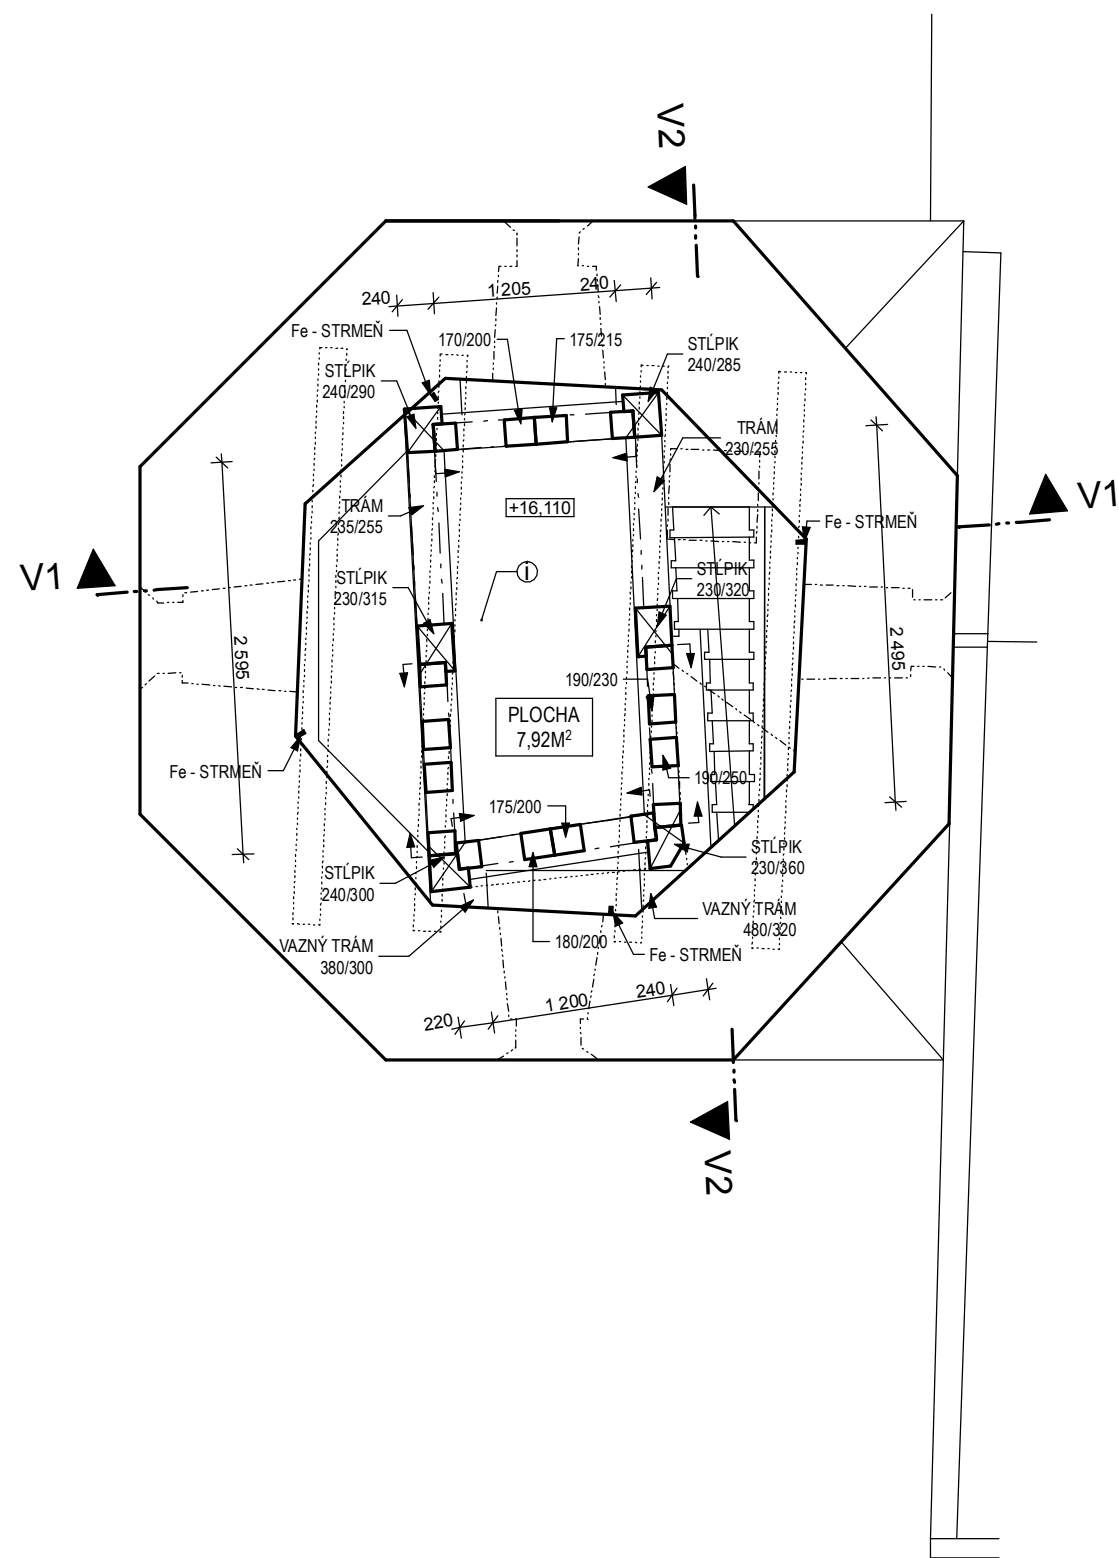 V2
240
1 205
240
Fe - STRMEŇ
170/200
175/215
STĹPIK
240/285
STĹPIK
240/290
TRÁM
230/255
TRÁM
235/255
+16,110
V1
Fe - STRMEŇ
V1
i
STĹPIK
230/315
STĹPIK
230/320
2 595
2 495
190/230
PLOCHA
7,92M²
Fe - STRMEŇ
190/250
175/200
STĹPIK
240/300
STĹPIK
230/360
VAZNÝ TRÁM
480/320
VAZNÝ TRÁM
380/300
180/200
Fe - STRMEŇ
220
1 200
240
V2